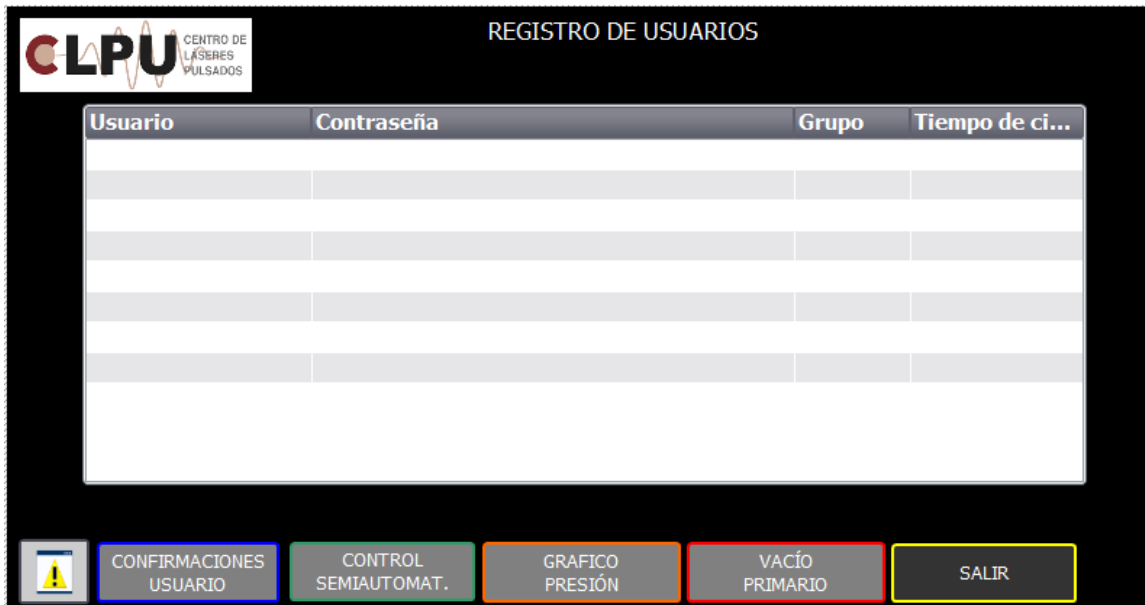 CLPU
CENTRO DE
LÁSERES
PULSADOS
REGISTRO DE USUARIOS
Usuario Contraseña Grupo Tiempo de ci...
CONFIRMACIONES
USUARIO
CONTROL
SEMIAUTOMAT.
GRAFICO
PRESIÓN
VACÍO
PRIMARIO
SALIR